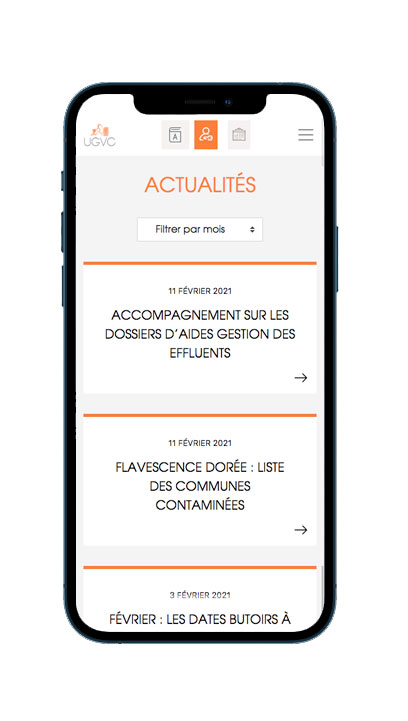 UGVC
A
ACTUALITÉS
Filtrer par mois
11 FÉVRIER 2021
ACCOMPAGNEMENT SUR LES
DOSSIERS D’AIDES GESTION DES
EFFLUENTS
11 FÉVRIER 2021
FLAVESCENCE DORÉE : LISTE
DES COMMUNES
CONTAMINÉES
3 FÉVRIER 2021
FÉVRIER : LES DATES BUTOIRS À